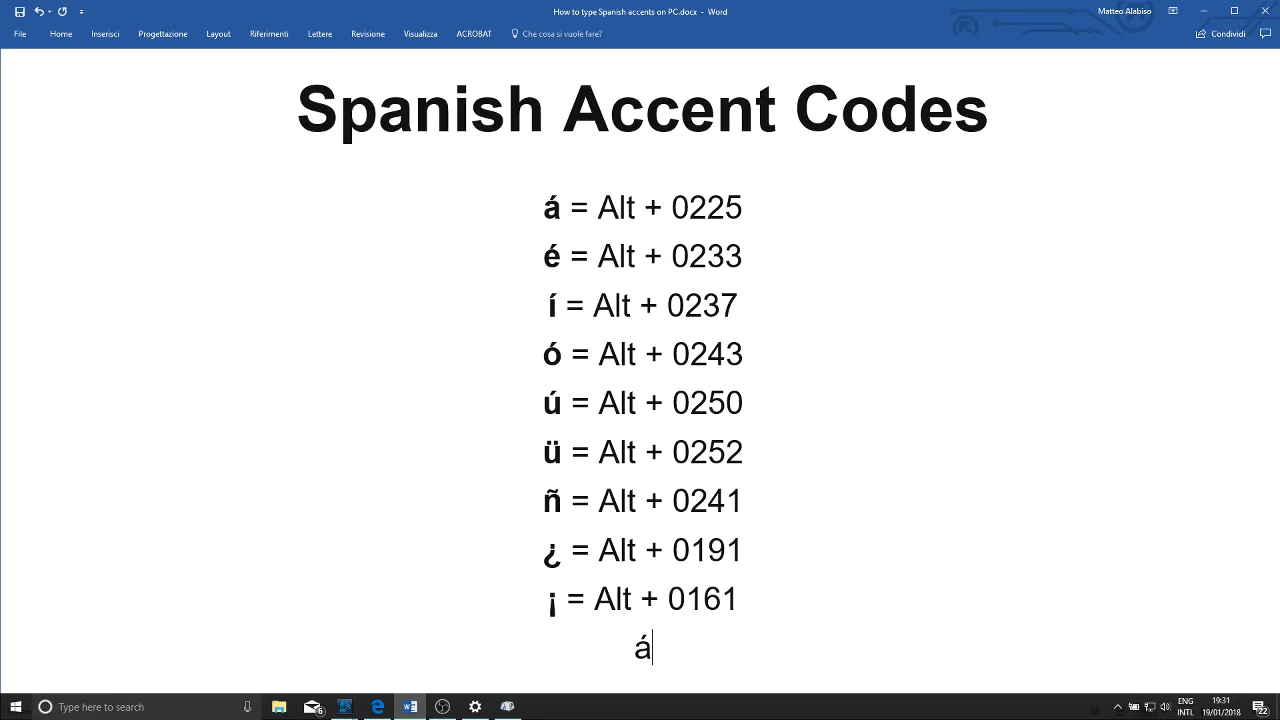 How to type Spanish accents on PC.docx - Word
Matteo Alabiso
File Home Inserisci Progettazione Layout Riferimenti Lettere Revisione Visualizza ACROBAT Che cosa si vuole fare? Condividi
Spanish Accent Codes
á = Alt + 0225
é = Alt + 0233
í = Alt + 0237
ó = Alt + 0243
ú = Alt + 0250
ü = Alt + 0252
ñ = Alt + 0241
¿ = Alt + 0191
¡ = Alt + 0161
á
Type here to search
6
ENG
INTL
19:31
19/01/2018
22